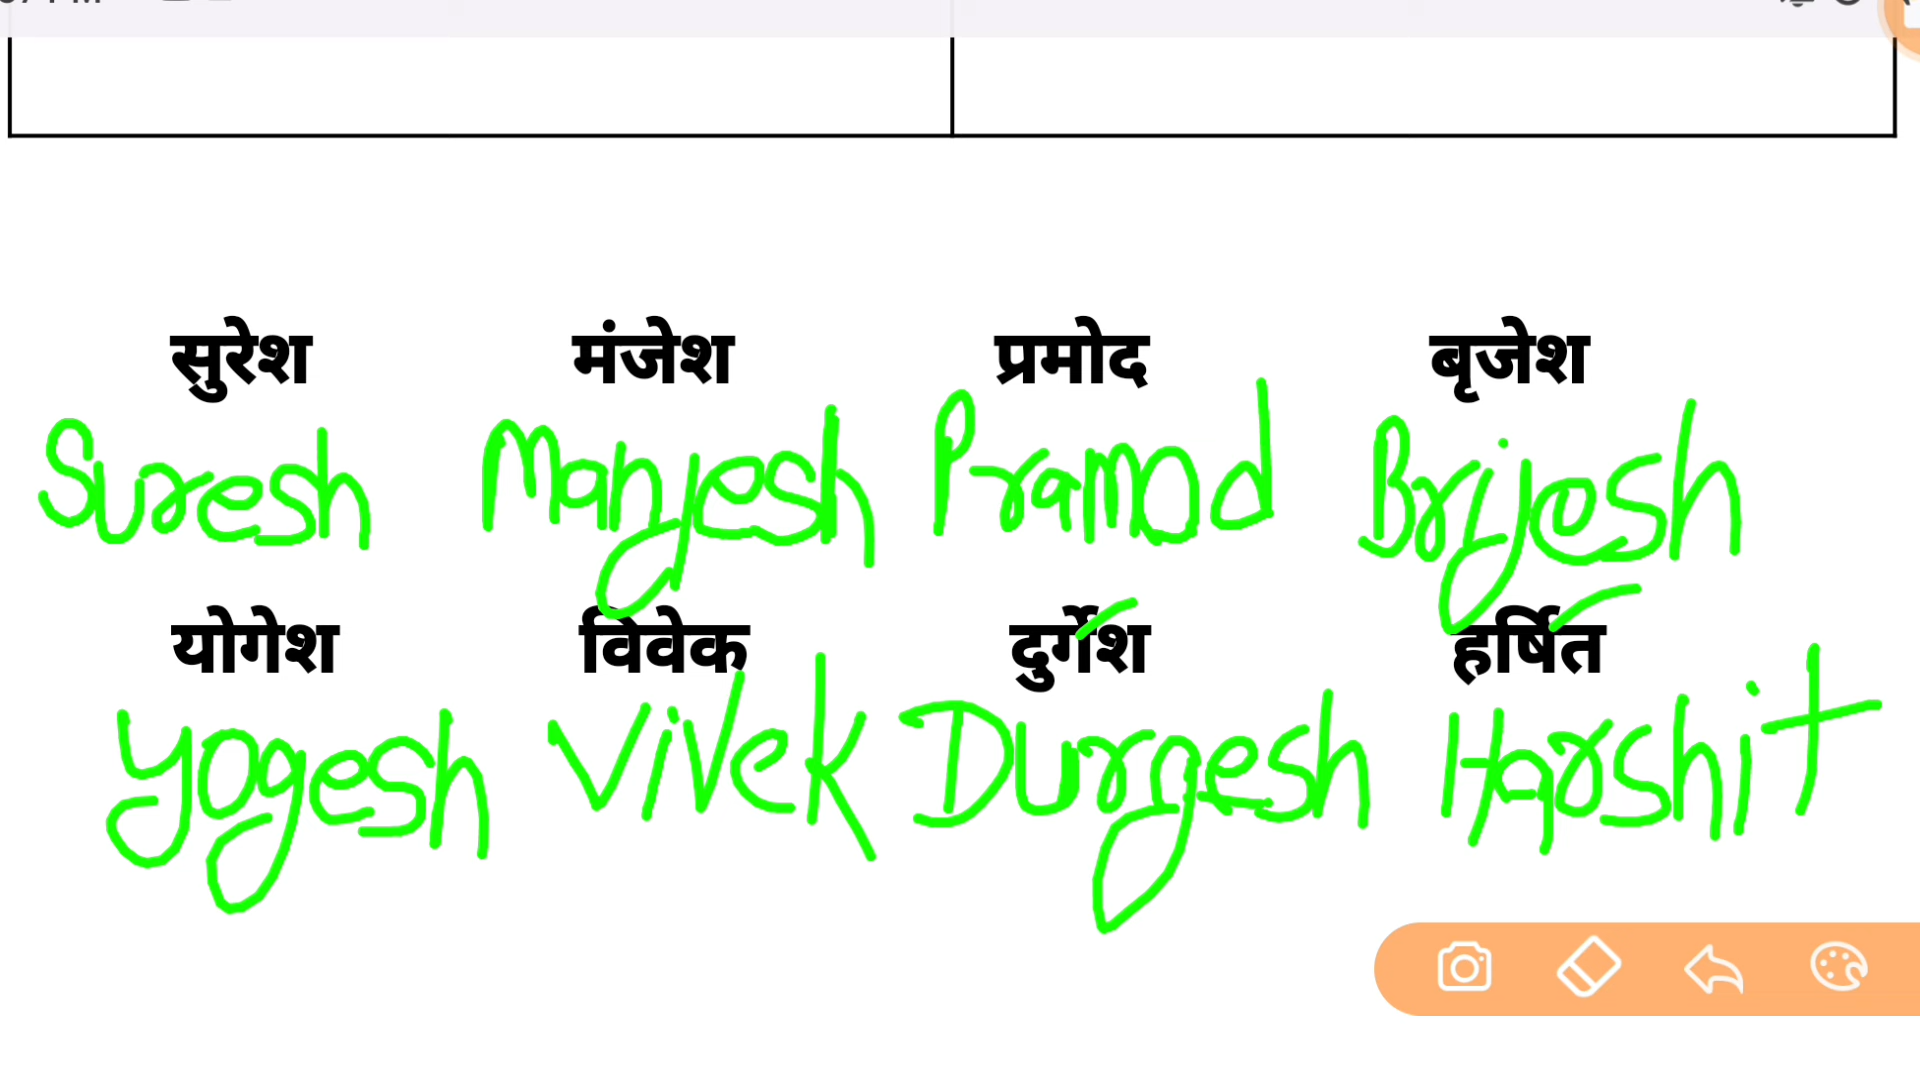 सुरेश मंजेश प्रमोद बृजेश
Suresh Manjesh Pramod Brijesh
योगेश विवेक दुर्गेश हर्षित
Yogesh Vivek Durgesh Harshit